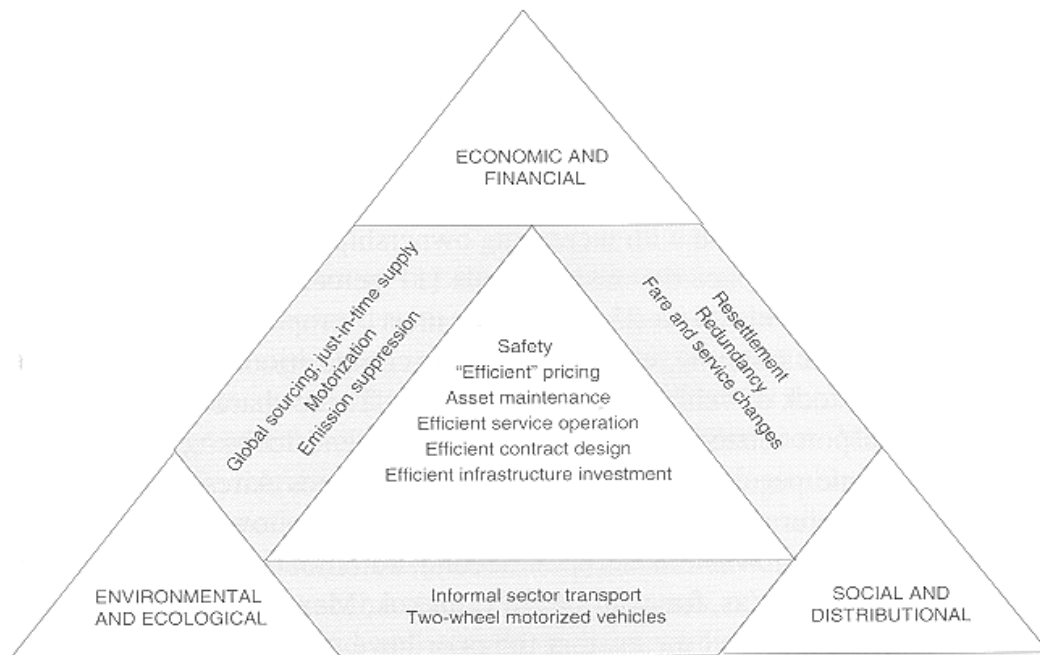 ECONOMIC AND
FINANCIAL
Global sourcing; just-in-time supply
Motorization
Emission suppression
Resettlement
Redundancy
Fare and service changes
Safety
“Efficient” pricing
Asset maintenance
Efficient service operation
Efficient contract design
Efficient infrastructure investment
ENVIRONMENTAL
AND ECOLOGICAL
Informal sector transport
Two-wheel motorized vehicles
SOCIAL AND
DISTRIBUTIONAL